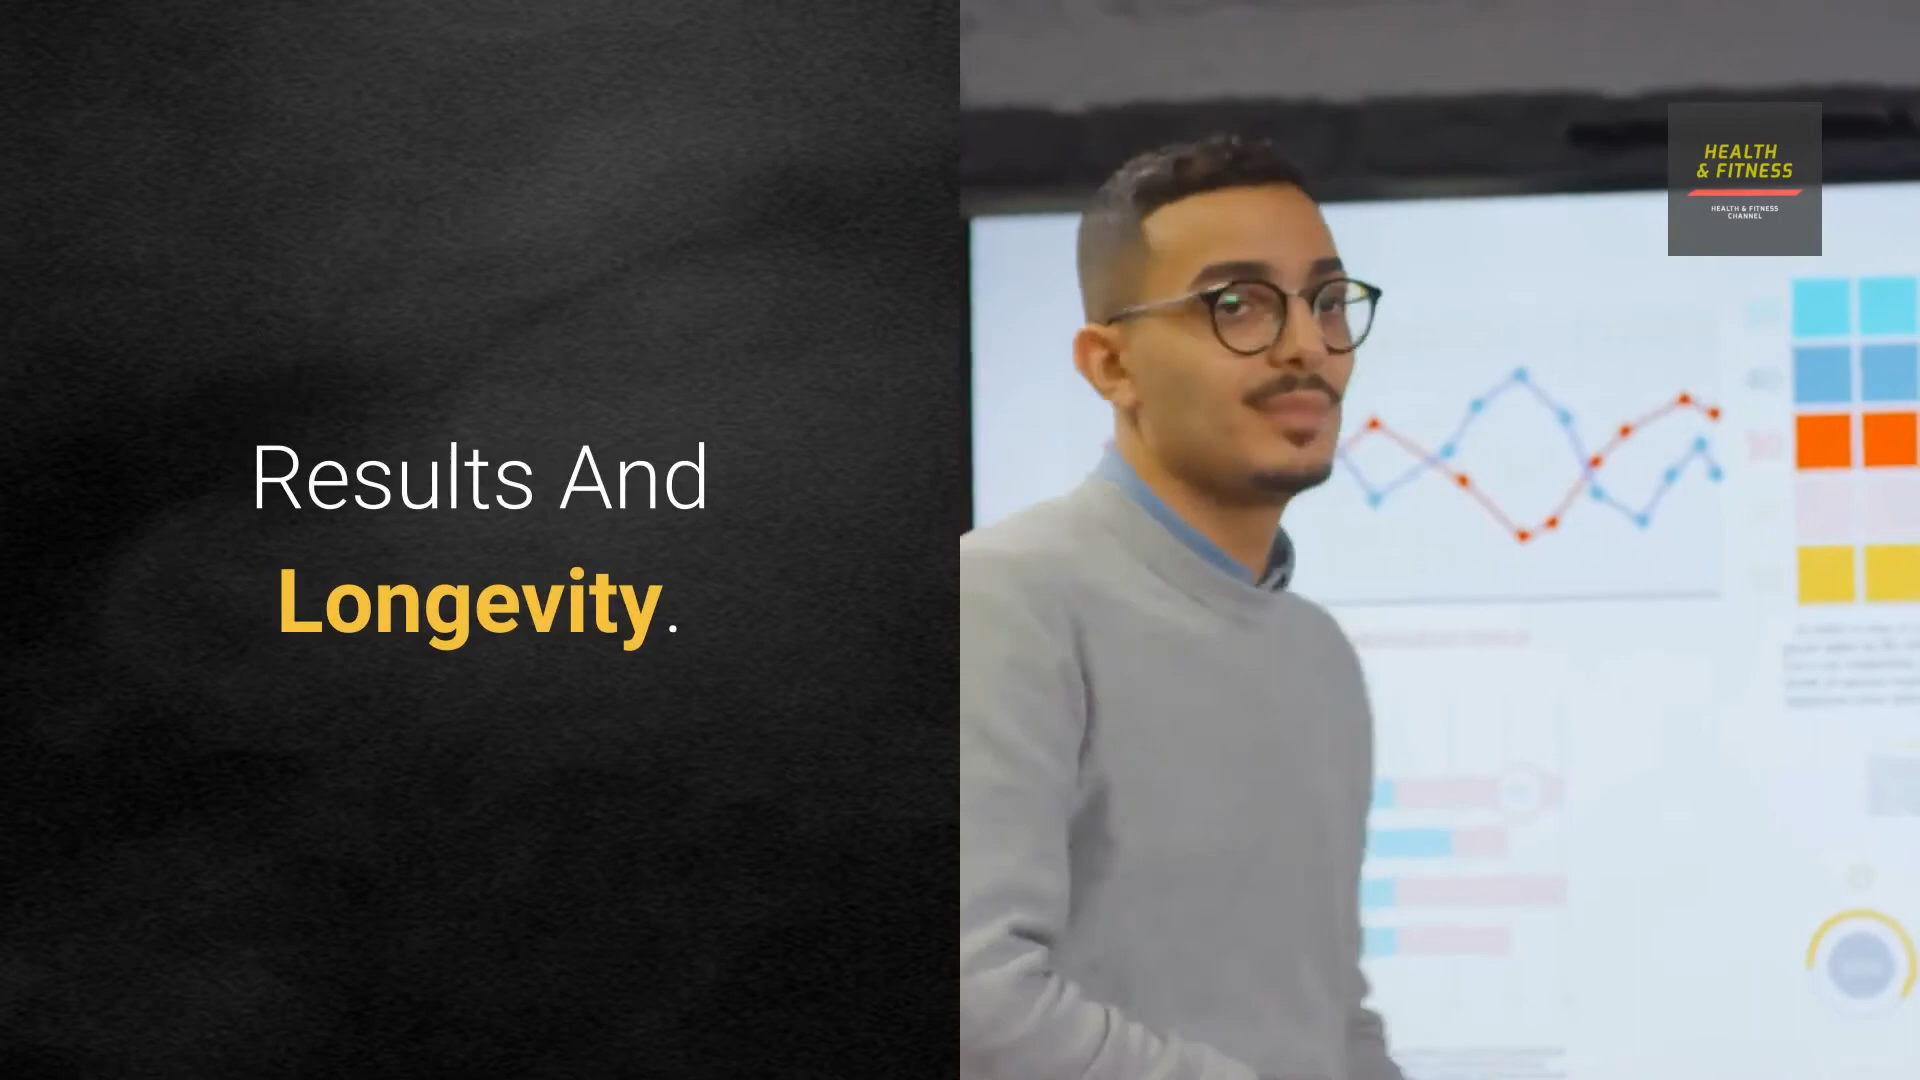 Results And
Longevity.
HEALTH
& FITNESS
HEALTH & FITNESS
CHANNEL